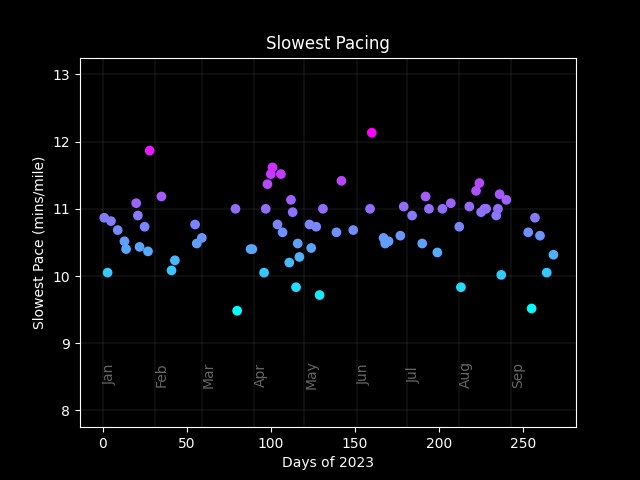 Slowest Pacing
Slowest Pace (mins/mile)
13
12
11
10
9
8
Jan
Feb
Mar
Apr
May
Jun
Jul
Aug
Sep
0 50 100 150 200 250
Days of 2023